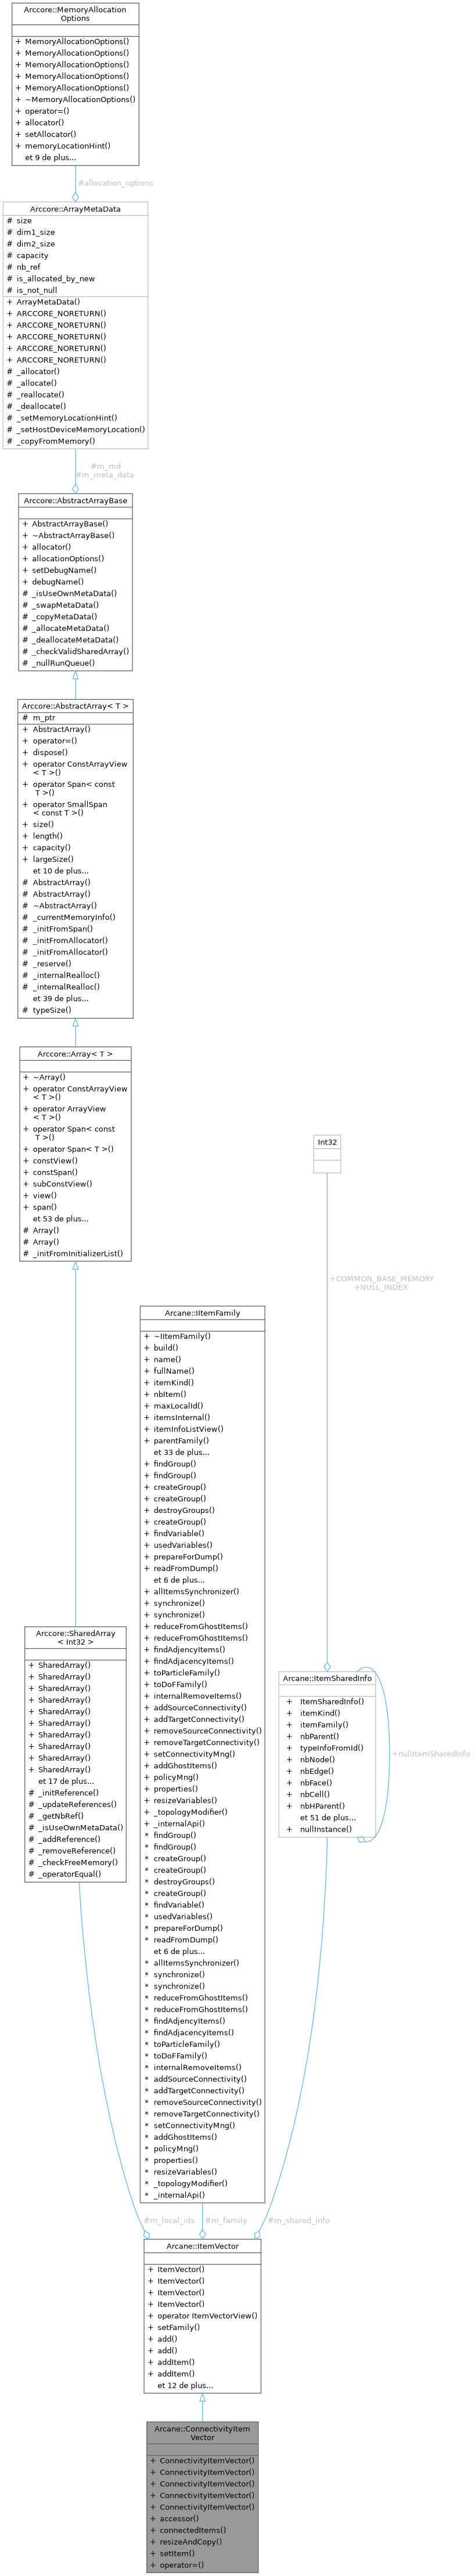 Arccore::MemoryAllocation
Options
+ MemoryAllocationOptions()
+ MemoryAllocationOptions()
+ MemoryAllocationOptions()
+ MemoryAllocationOptions()
+ MemoryAllocationOptions()
+ ~MemoryAllocationOptions()
+ operator=()
+ allocator()
+ setAllocator()
+ memoryLocationHint()
et 9 de plus...
#allocation_options
Arccore::ArrayMetaData
# size
# dim1_size
# dim2_size
# capacity
# nb_ref
# is_allocated_by_new
# is_not_null
+ ArrayMetaData()
+ ARCCORE_NORETURN()
+ ARCCORE_NORETURN()
+ ARCCORE_NORETURN()
+ ARCCORE_NORETURN()
+ ARCCORE_NORETURN()
# _allocator()
# _allocate()
# _reallocate()
# _deallocate()
# _setMemoryLocationHint()
# _setHostDeviceMemoryLocation()
# _copyFromMemory()
#m_md
#m_meta_data
Arccore::AbstractArrayBase
+ AbstractArrayBase()
+ ~AbstractArrayBase()
+ allocator()
+ allocationOptions()
+ setDebugName()
+ debugName()
# _isUseOwnMetaData()
# _swapMetaData()
# _copyMetaData()
# _allocateMetaData()
# _deallocateMetaData()
# _checkValidSharedArray()
# _nullRunQueue()
Arccore::AbstractArray< T >
# m_ptr
+ AbstractArray()
+ operator=()
+ dispose()
+ operator ConstArrayView
< T >()
+ operator Span< const
T >()
+ operator SmallSpan
< const T >()
+ size()
+ length()
+ capacity()
+ largeSize()
et 10 de plus...
# AbstractArray()
# AbstractArray()
# ~AbstractArray()
# _currentMemoryInfo()
# _initFromSpan()
# _initFromAllocator()
# _initFromAllocator()
# _reserve()
# _internalRealloc()
# _internalRealloc()
et 39 de plus...
# typeSize()
Arccore::Array< T >
+ ~Array()
+ operator ConstArrayView
< T >()
+ operator ArrayView
< T >()
+ operator Span< const
T >()
+ operator Span< T >()
+ constView()
+ constSpan()
+ subConstView()
+ view()
+ span()
et 53 de plus...
# Array()
# Array()
# _initFromInitializerList()
Int32
+COMMON_BASE_MEMORY
+NULL_INDEX
Arcane::IItemFamily
+ ~IItemFamily()
+ build()
+ name()
+ fullName()
+ itemKind()
+ nbItem()
+ maxLocalId()
+ itemsInternal()
+ itemInfoListView()
+ parentFamily()
et 33 de plus...
+ findGroup()
+ findGroup()
+ createGroup()
+ createGroup()
+ destroyGroups()
+ createGroup()
+ findVariable()
+ usedVariables()
+ prepareForDump()
+ readFromDump()
et 6 de plus...
+ allItemsSynchronizer()
+ synchronize()
+ synchronize()
+ reduceFromGhostItems()
+ reduceFromGhostItems()
+ findAdjencyItems()
+ findAdjacencyItems()
+ toParticleFamily()
+ toDoFFamily()
+ internalRemoveItems()
+ addSourceConnectivity()
+ addTargetConnectivity()
+ removeSourceConnectivity()
+ removeTargetConnectivity()
+ setConnectivityMng()
+ addGhostItems()
+ policyMng()
+ properties()
+ resizeVariables()
+ _topologyModifier()
+ _internalApi()
* findGroup()
* findGroup()
* createGroup()
* createGroup()
* destroyGroups()
* createGroup()
* findVariable()
* usedVariables()
* prepareForDump()
* readFromDump()
et 6 de plus...
* allItemsSynchronizer()
* synchronize()
* synchronize()
* reduceFromGhostItems()
* reduceFromGhostItems()
* findAdjencyItems()
* findAdjacencyItems()
* toParticleFamily()
* toDoFFamily()
* internalRemoveItems()
* addSourceConnectivity()
* addTargetConnectivity()
* removeSourceConnectivity()
* removeTargetConnectivity()
* setConnectivityMng()
* addGhostItems()
* policyMng()
* properties()
* resizeVariables()
* _topologyModifier()
* _internalApi()
Arccore::SharedArray
< Int32 >
+ SharedArray()
+ SharedArray()
+ SharedArray()
+ SharedArray()
+ SharedArray()
+ SharedArray()
+ SharedArray()
+ SharedArray()
+ SharedArray()
+ SharedArray()
et 17 de plus...
# _initReference()
# _updateReferences()
# _getNbRef()
# _isUseOwnMetaData()
# _addReference()
# _removeReference()
# _checkFreeMemory()
# _operatorEqual()
Arcane::ItemSharedInfo
+ ItemSharedInfo()
+ itemKind()
+ itemFamily()
+ nbParent()
+ typeInfoFromId()
+ nbNode()
+ nbEdge()
+ nbFace()
+ nbCell()
+ nbHParent()
et 51 de plus...
+ nullInstance()
+nullItemSharedInfo
#m_local_ids
#m_family
#m_shared_info
Arcane::ItemVector
+ ItemVector()
+ ItemVector()
+ ItemVector()
+ ItemVector()
+ operator ItemVectorView()
+ setFamily()
+ add()
+ add()
+ addItem()
+ addItem()
et 12 de plus...
Arcane::ConnectivityItem
Vector
+ ConnectivityItemVector()
+ ConnectivityItemVector()
+ ConnectivityItemVector()
+ ConnectivityItemVector()
+ ConnectivityItemVector()
+ accessor()
+ connectedItems()
+ resizeAndCopy()
+ setItem()
+ operator=()